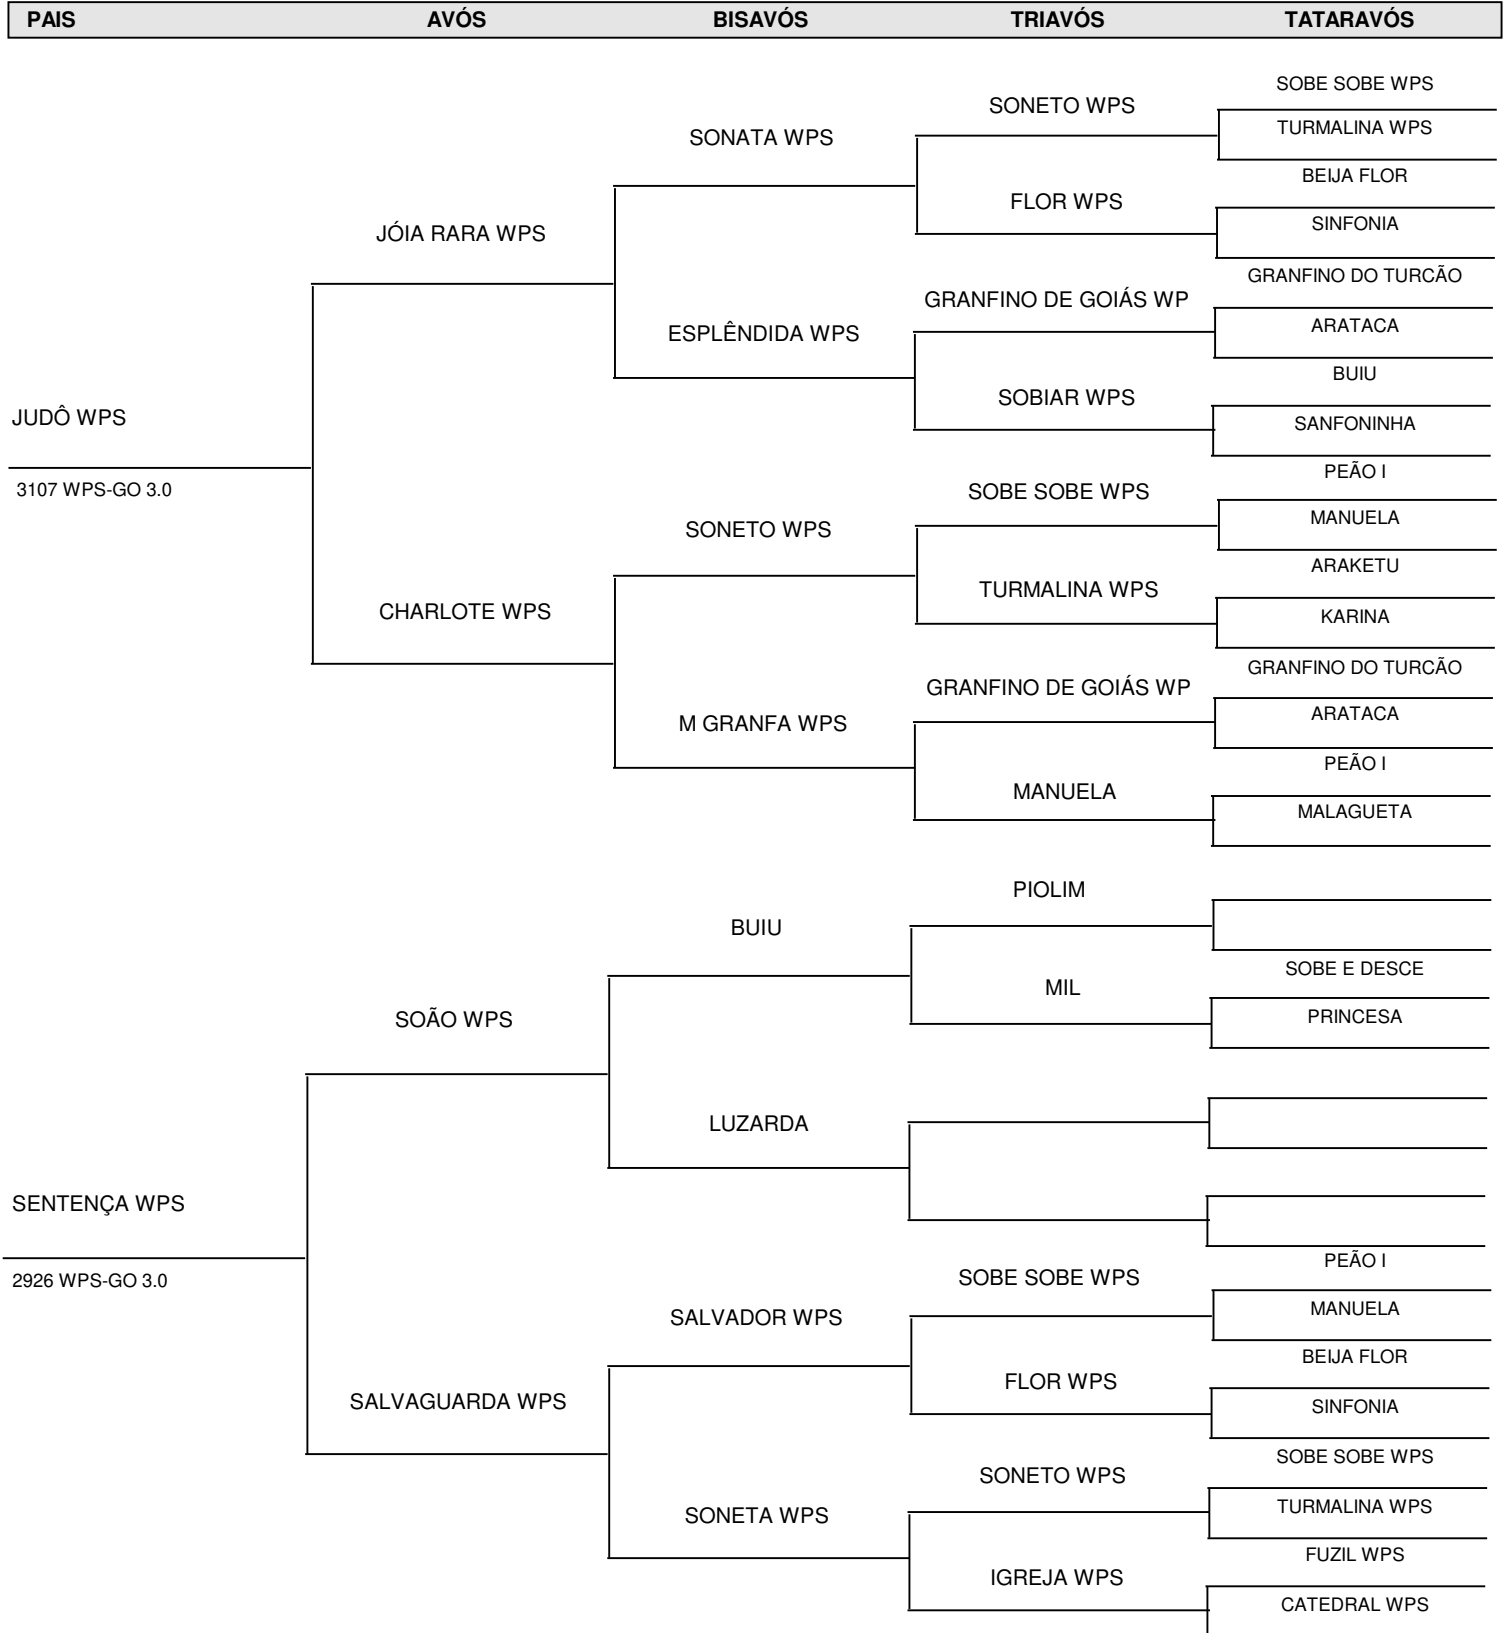 PAIS AVÓS BISAVÓS TRIAVÓS TATARAVÓS
SOBE SOBE WPS
SONETO WPS
TURMALINA WPS
SONATA WPS
BEIJA FLOR
FLOR WPS
SINFONIA
JÓIA RARA WPS
GRANFINO DO TURCÃO
GRANFINO DE GOIÁS WP
ARATACA
ESPLÊNDIDA WPS
BUIU
SOBIAR WPS
SANFONINHA
JUDÔ WPS
3107 WPS-GO 3.0
PEÃO I
SOBE SOBE WPS
MANUELA
SONETO WPS
ARAKETU
TURMALINA WPS
KARINA
CHARLOTE WPS
GRANFINO DO TURCÃO
GRANFINO DE GOIÁS WP
ARATACA
M GRANFA WPS
PEÃO I
MANUELA
MALAGUETA
PIOLIM
BUIU
SOBE E DESCE
MIL
PRINCESA
SOÃO WPS
LUZARDA
SENTENÇA WPS
2926 WPS-GO 3.0
PEÃO I
SOBE SOBE WPS
MANUELA
SALVADOR WPS
BEIJA FLOR
FLOR WPS
SINFONIA
SALVAGUARDA WPS
SOBE SOBE WPS
SONETO WPS
TURMALINA WPS
SONETA WPS
FUZIL WPS
IGREJA WPS
CATEDRAL WPS